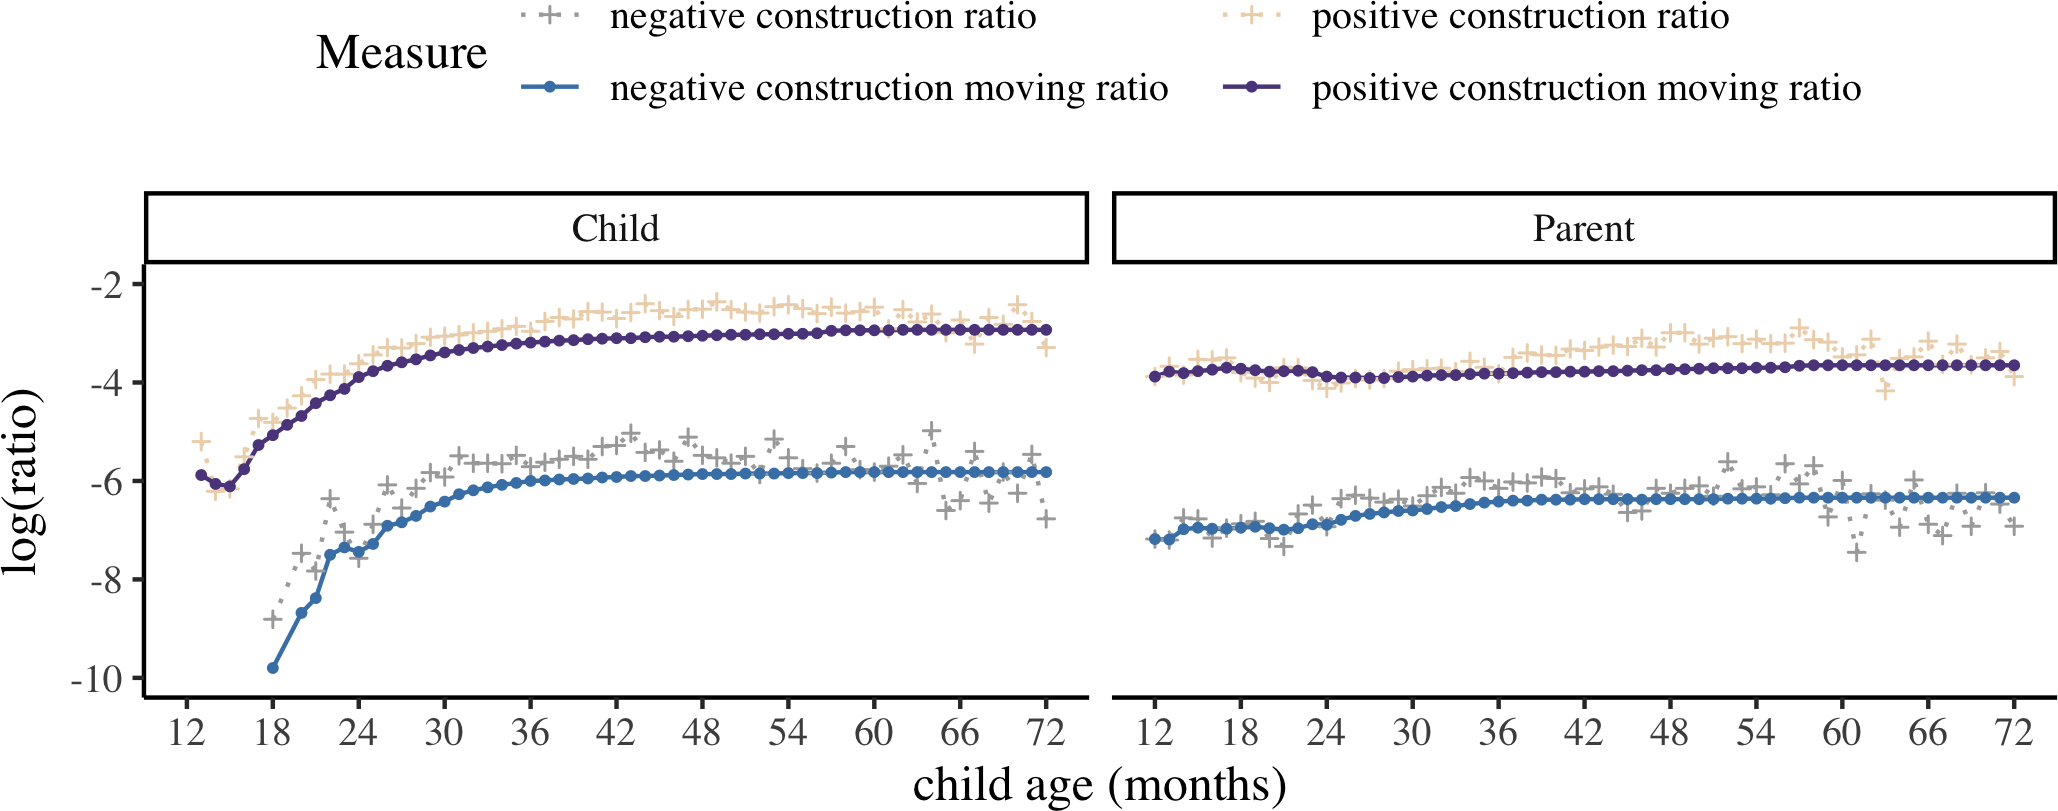 Measure
negative construction ratio
positive construction ratio
negative construction moving ratio
positive construction moving ratio
Child
Parent
log(ratio)
-2
-4
-6
-8
-10
12 18 24 30 36 42 48 54 60 66 72
12 18 24 30 36 42 48 54 60 66 72
child age (months)